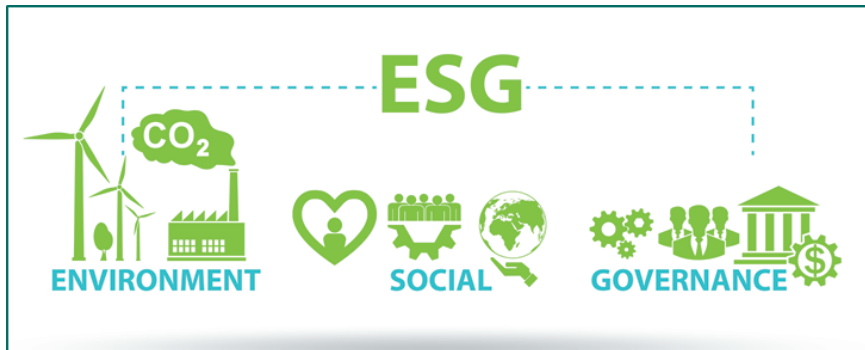 ESG
CO₂
ENVIRONMENT
SOCIAL
GOVERNANCE
$